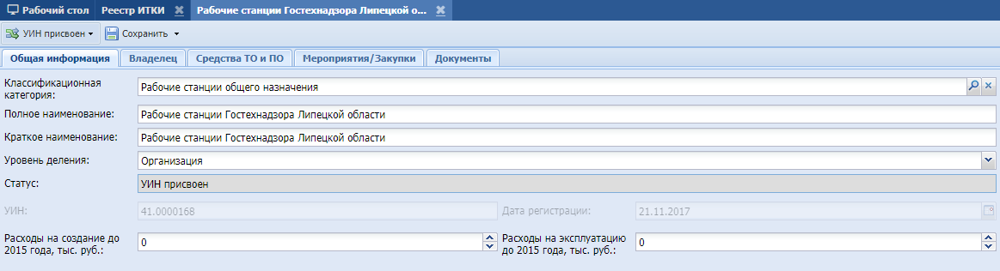 Рабочий стол Реестр ИТКИ Рабочие станции Гостехнадзора Липецкой о...
УИН присвоен Сохранить
Общая информация Владелец Средства ТО и ПО Мероприятия/Закупки Документы
Классификационная
категория:
Рабочие станции общего назначения
Полное наименование: Рабочие станции Гостехнадзора Липецкой области
Краткое наименование: Рабочие станции Гостехнадзора Липецкой области
Уровень деления: Организация
Статус: УИН присвоен
УИН: 41.0000168 Дата регистрации: 21.11.2017
Расходы на создание до
2015 года, тыс. руб.:
0
Расходы на эксплуатацию
до 2015 года, тыс. руб.:
0